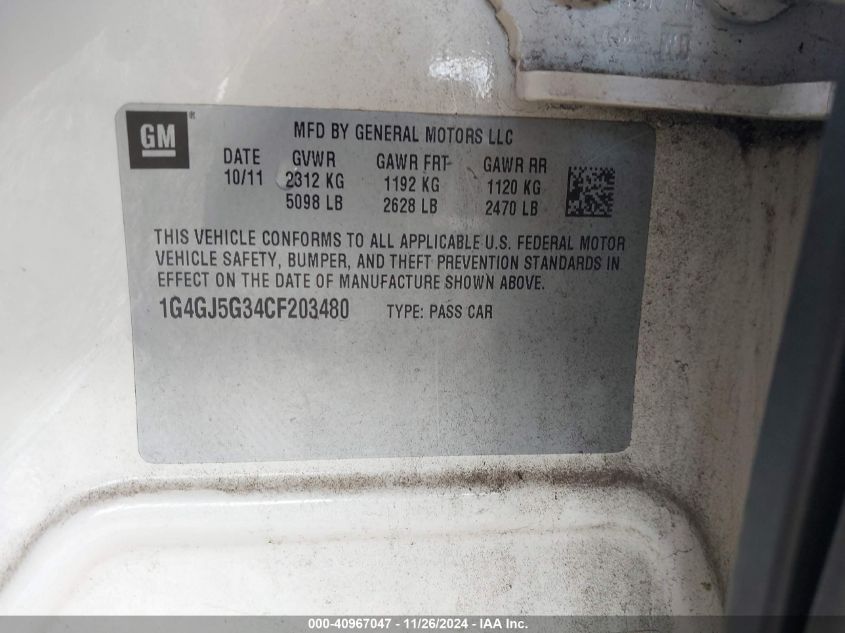 GM ®
MFD BY GENERAL MOTORS LLC
DATE GVWR GAWR FRT GAWR RR
10/11 2312 KG 1192 KG 1120 KG
5098 LB 2628 LB 2470 LB
THIS VEHICLE CONFORMS TO ALL APPLICABLE U.S. FEDERAL MOTOR
VEHICLE SAFETY, BUMPER, AND THEFT PREVENTION STANDARDS IN
EFFECT ON THE DATE OF MANUFACTURE SHOWN ABOVE.
1G4GJ5G34CF203480 TYPE: PASS CAR
000-40967047 - 11/26/2024 - IAA Inc.